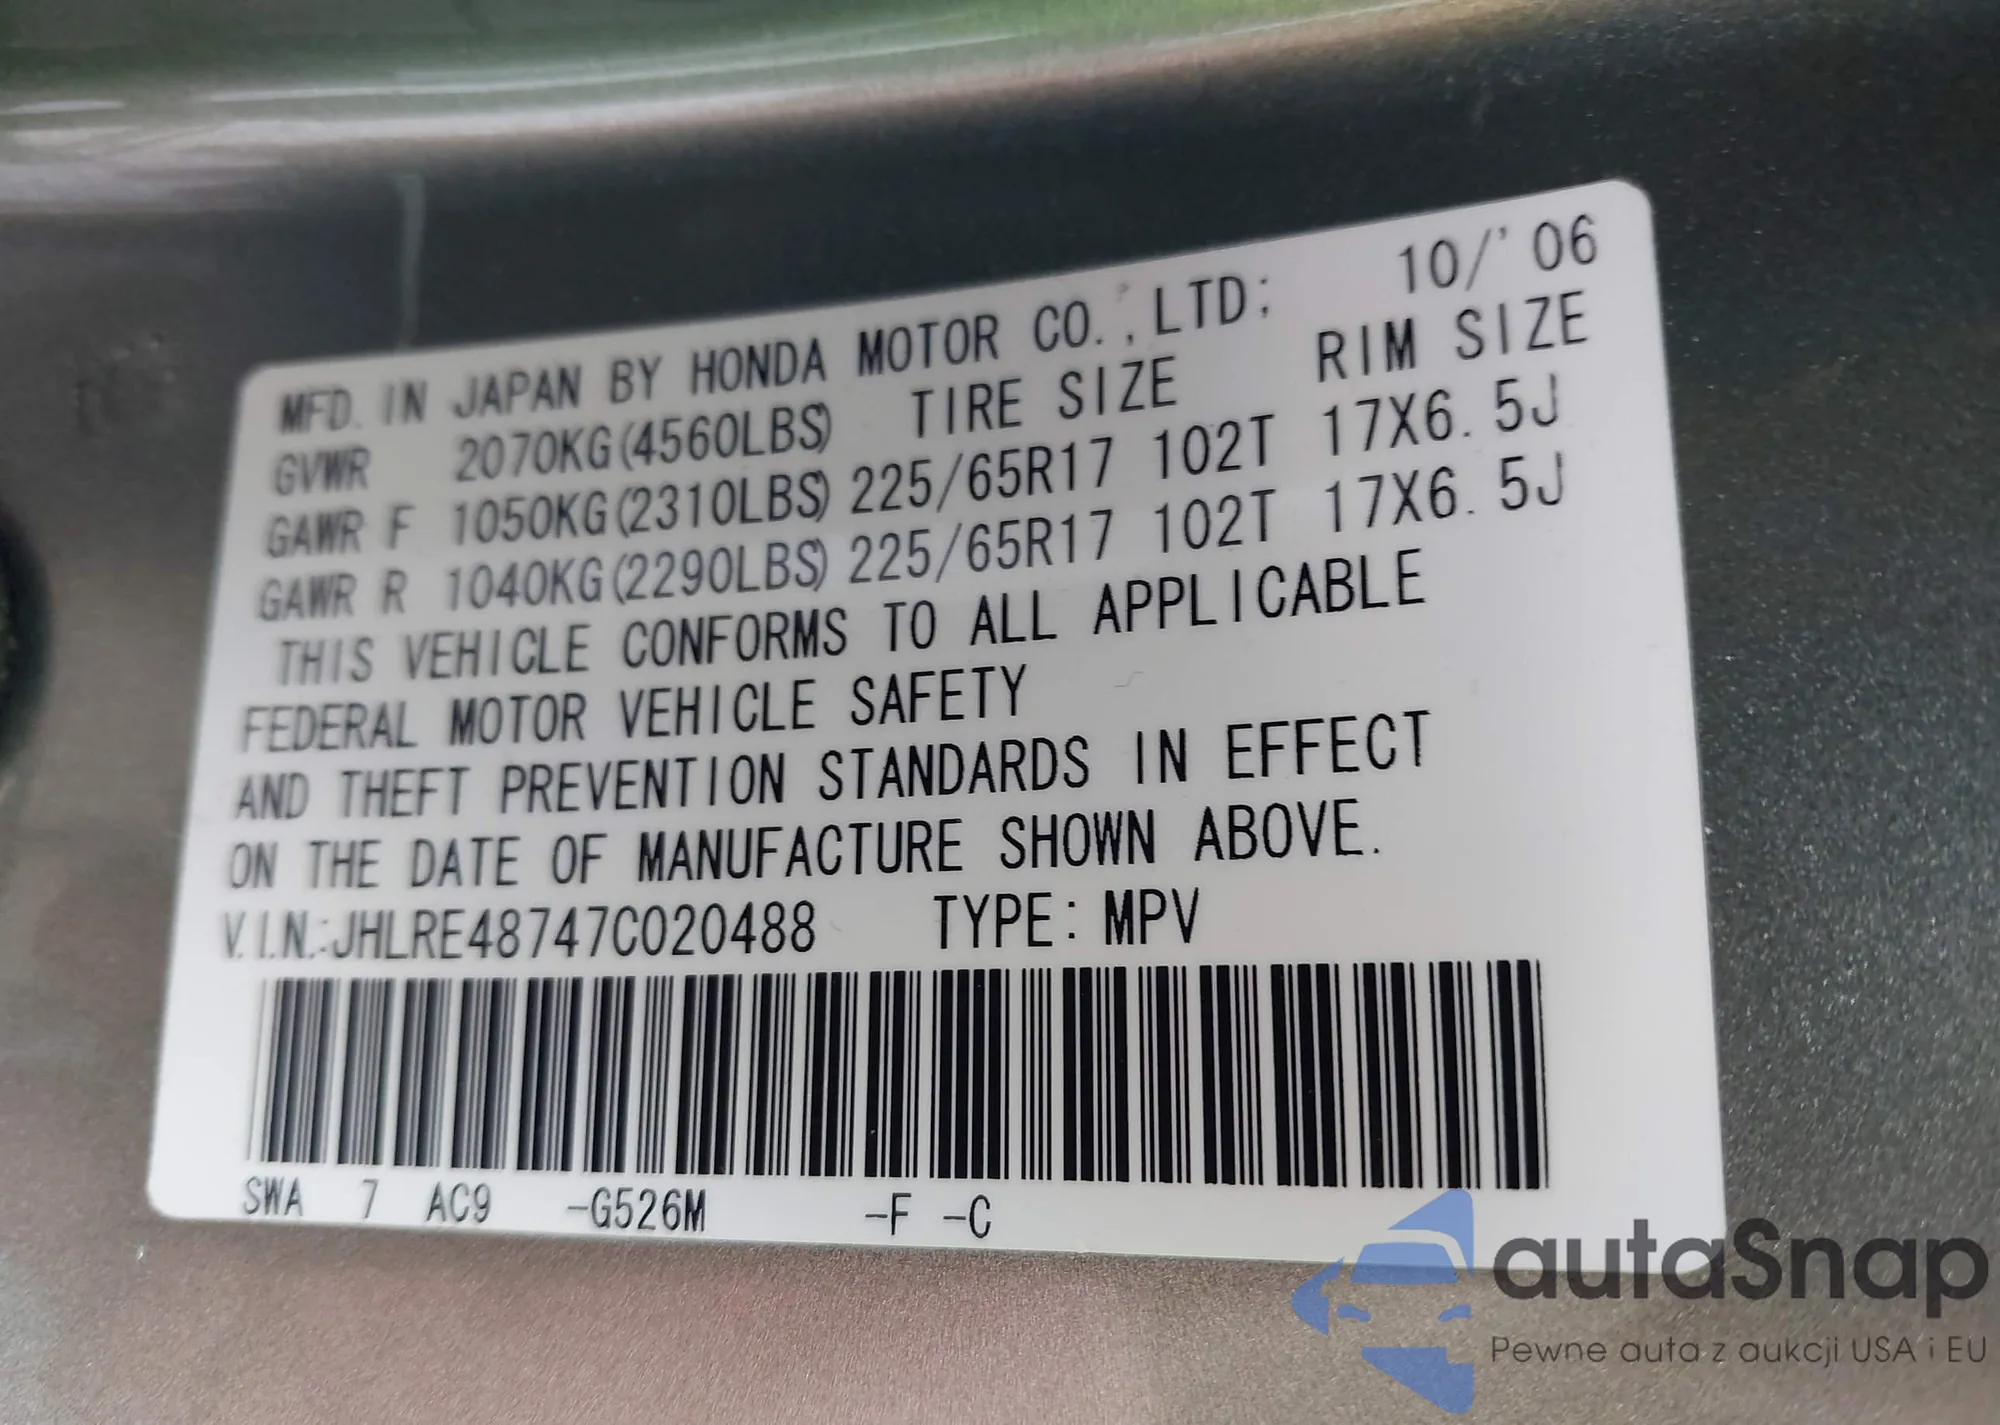 MFD. IN JAPAN BY HONDA MOTOR CO., LTD; 10/'06
GVWR 2070KG(4560LBS) TIRE SIZE RIM SIZE
GAWR F 1050KG(2310LBS) 225/65R17 102T 17X6.5J
GAWR R 1040KG(2290LBS) 225/65R17 102T 17X6.5J
THIS VEHICLE CONFORMS TO ALL APPLICABLE
FEDERAL MOTOR VEHICLE SAFETY
AND THEFT PREVENTION STANDARDS IN EFFECT
ON THE DATE OF MANUFACTURE SHOWN ABOVE.
V.I.N.:JHLRE48747C020488 TYPE: MPV
SWA 7 AC9 -G526M -F -C
autaSnap
Pewne auta z aukcji USA i EU